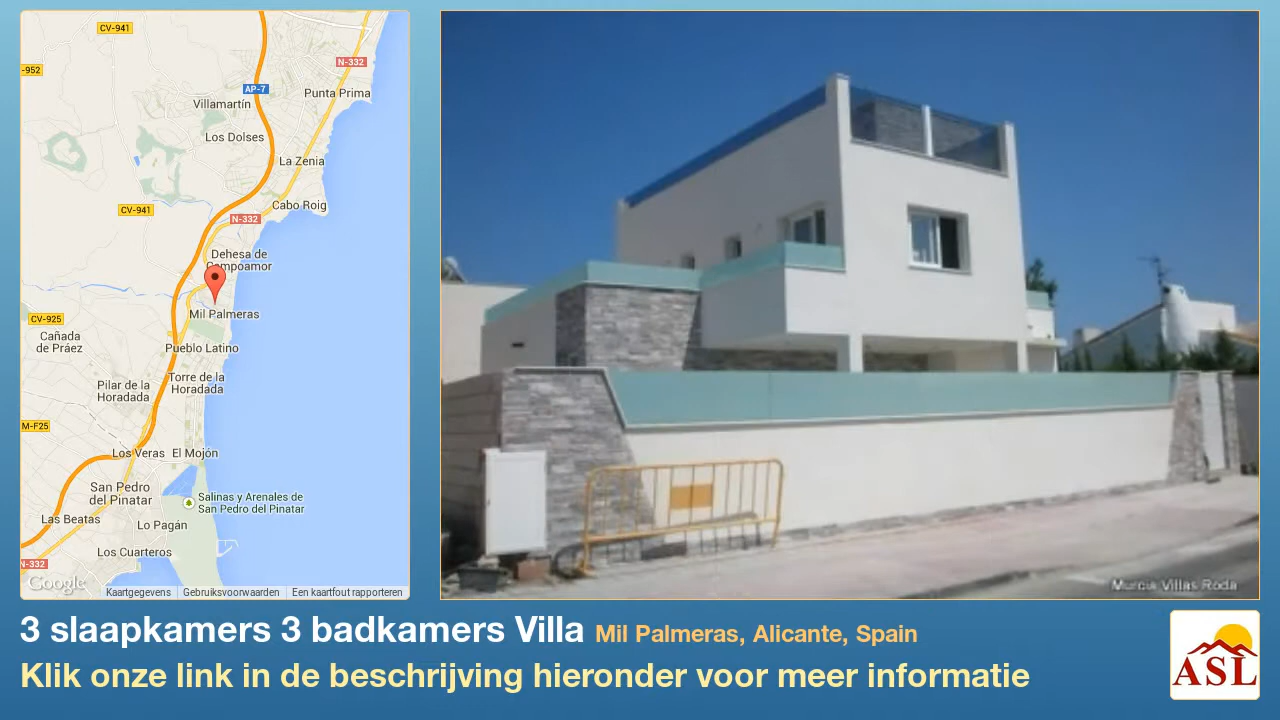 CV-941
-952
N-332
AP-7
Punta Prima
Villamartín
Los Dolses
La Zenia
CV-941
Cabo Roig
N-332
Dehesa de
Campoamor
Mil Palmeras
CV-925
Cañada
de Práez
Pueblo Latino
Torre de la
Horadada
Pilar de la
Horadada
M-F25
Los Veras
El Mojón
San Pedro
del Pinatar
Salinas y Arenales de
San Pedro del Pinatar
Las Beatas
Lo Pagán
Los Cuarteros
N-332
Google
Kaartgegevens
Gebruiksvoorwaarden
Een kaartfout rapporteren
Murcia Villas Roda
3 slaapkamers 3 badkamers Villa Mil Palmeras, Alicante, Spain
Klik onze link in de beschrijving hieronder voor meer informatie
ASL